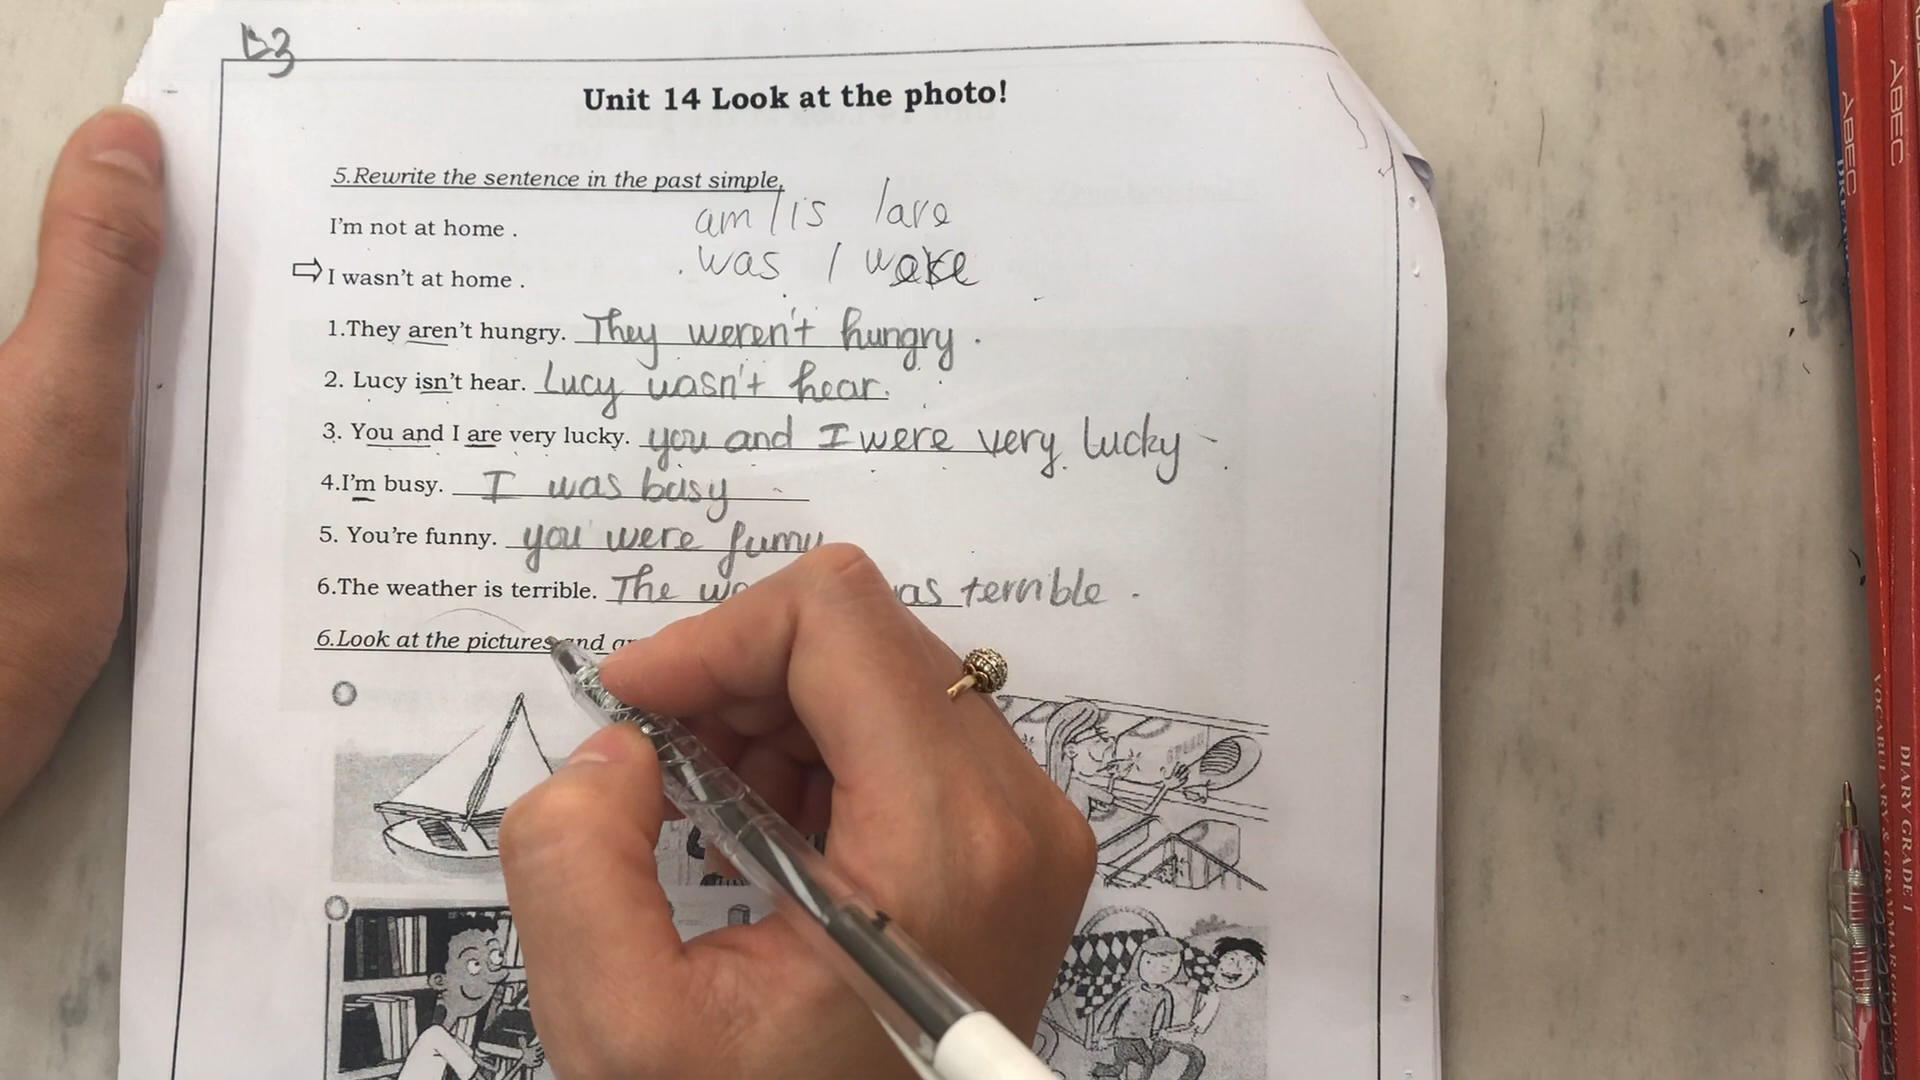 b3
Unit 14 Look at the photo!
5.Rewrite the sentence in the past simple.
am / is / are
I'm not at home .
was / were
I wasn't at home .
1.They aren't hungry. They weren't hungry.
2. Lucy isn't hear. Lucy wasn't hear.
3. You and I are very lucky. you and I were very lucky
4.I'm busy. I was busy
5. You're funny. you were
6.The weather is terrible. The was terrible.
6.Look at the pictures and
ABEC
ABEC
VOCABULARY & GRAMMAR
DIARY GRADE 1